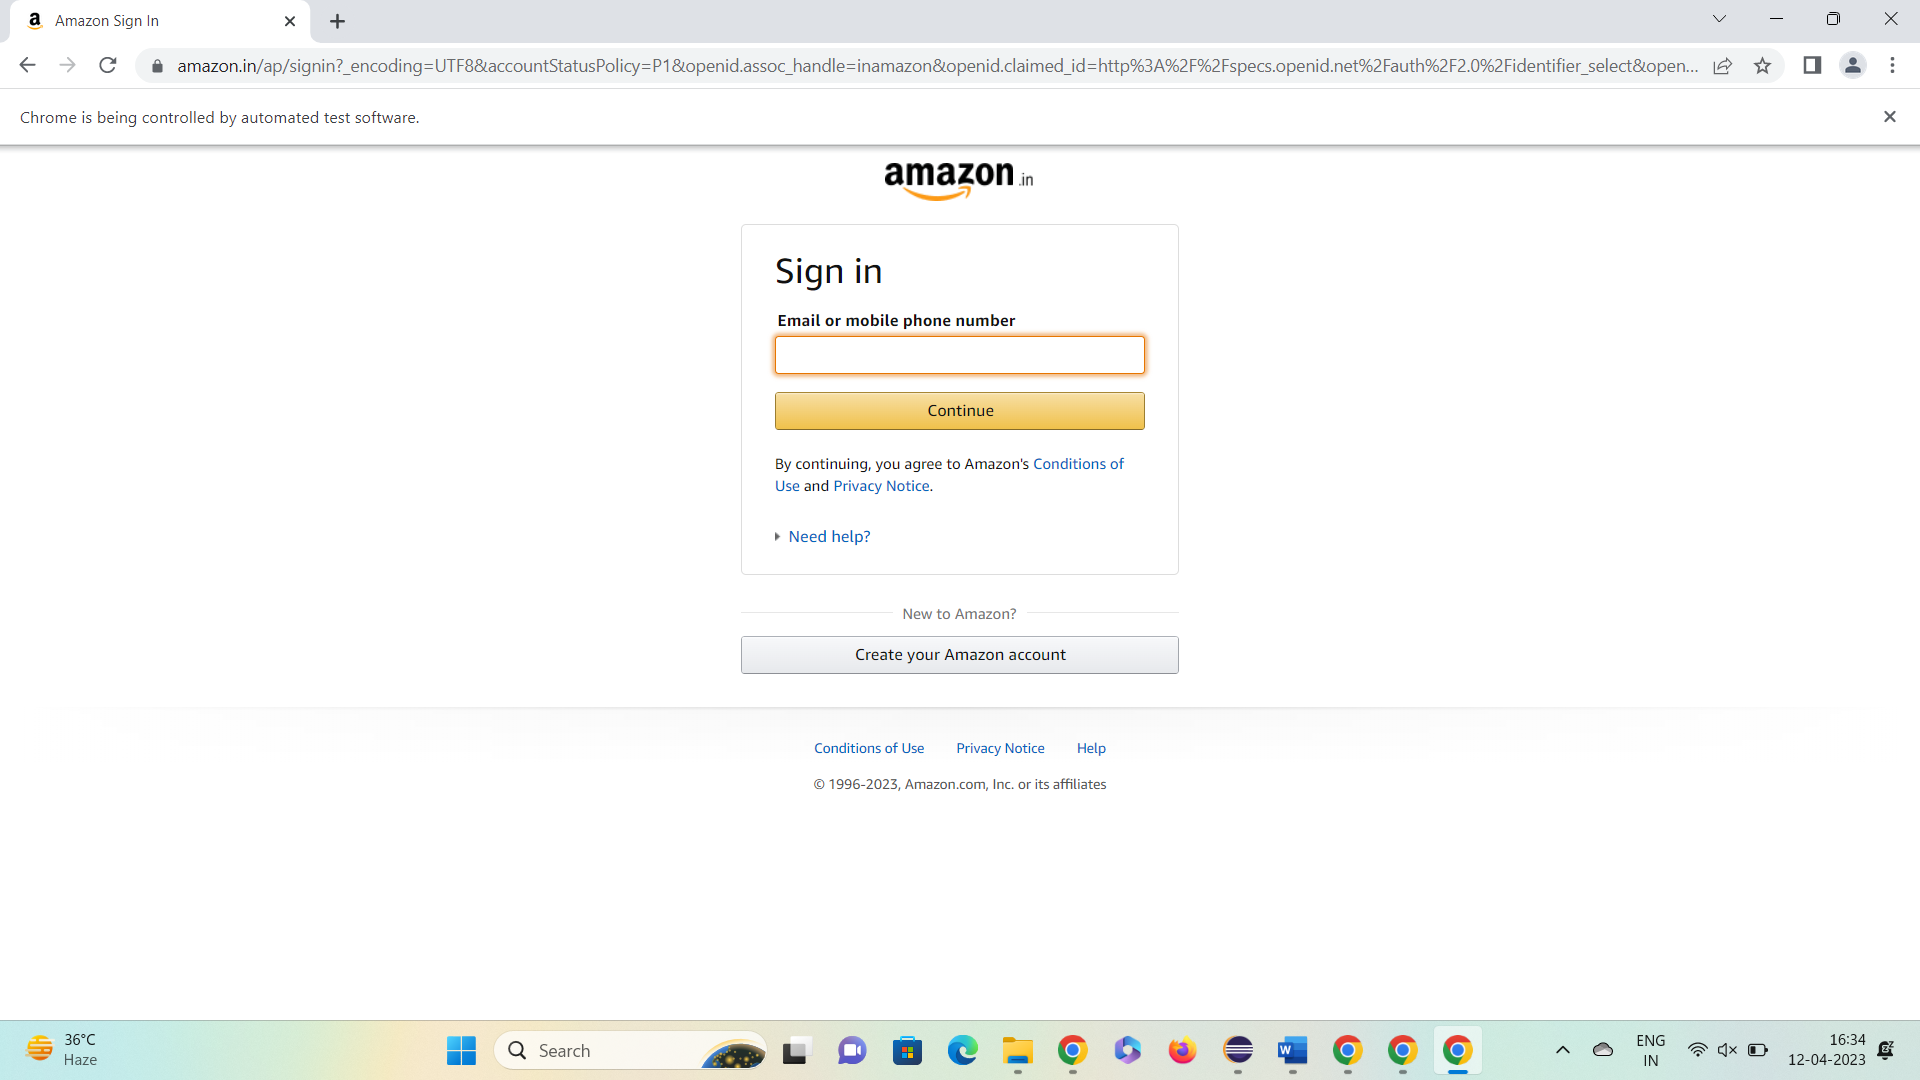 Amazon Sign In
amazon.in/ap/signin?_encoding=UTF8&accountStatusPolicy=P1&openid.assoc_handle=inamazon&openid.claimed_id=http%3A%2F%2Fspecs.openid.net%2Fauth%2F2.0%2Fidentifier_select&open...
Chrome is being controlled by automated test software.
amazon.in
Sign in
Email or mobile phone number
Continue
By continuing, you agree to Amazon's Conditions of
Use and Privacy Notice.
Need help?
New to Amazon?
Create your Amazon account
Conditions of Use Privacy Notice Help
© 1996-2023, Amazon.com, Inc. or its affiliates
36°C
Haze
Search
ENG
IN
16:34
12-04-2023